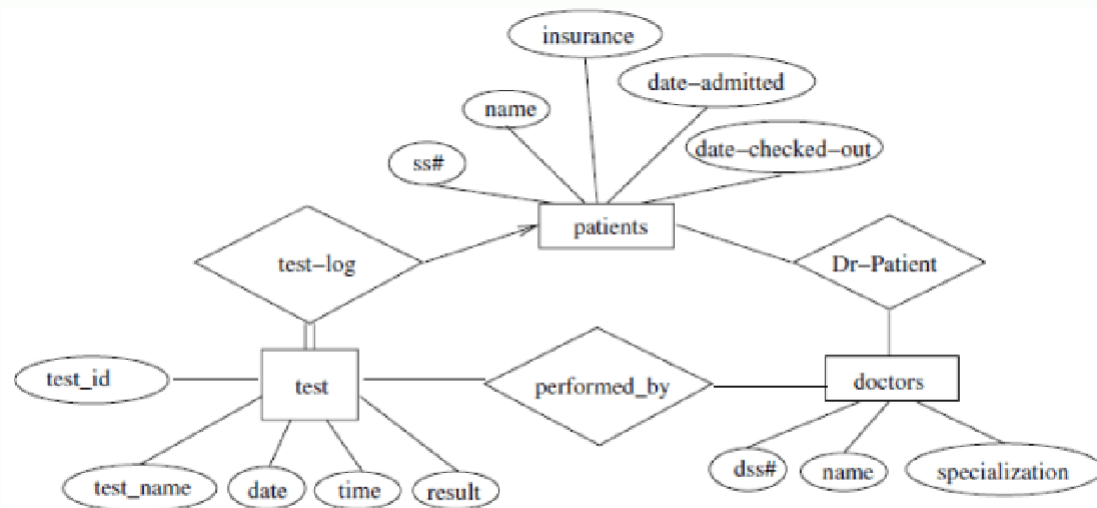 insurance
date-admitted
name
date-checked-out
ss#
patients
test-log
Dr-Patient
test_id
test
performed_by
doctors
test_name
date
time
result
dss#
name
specialization